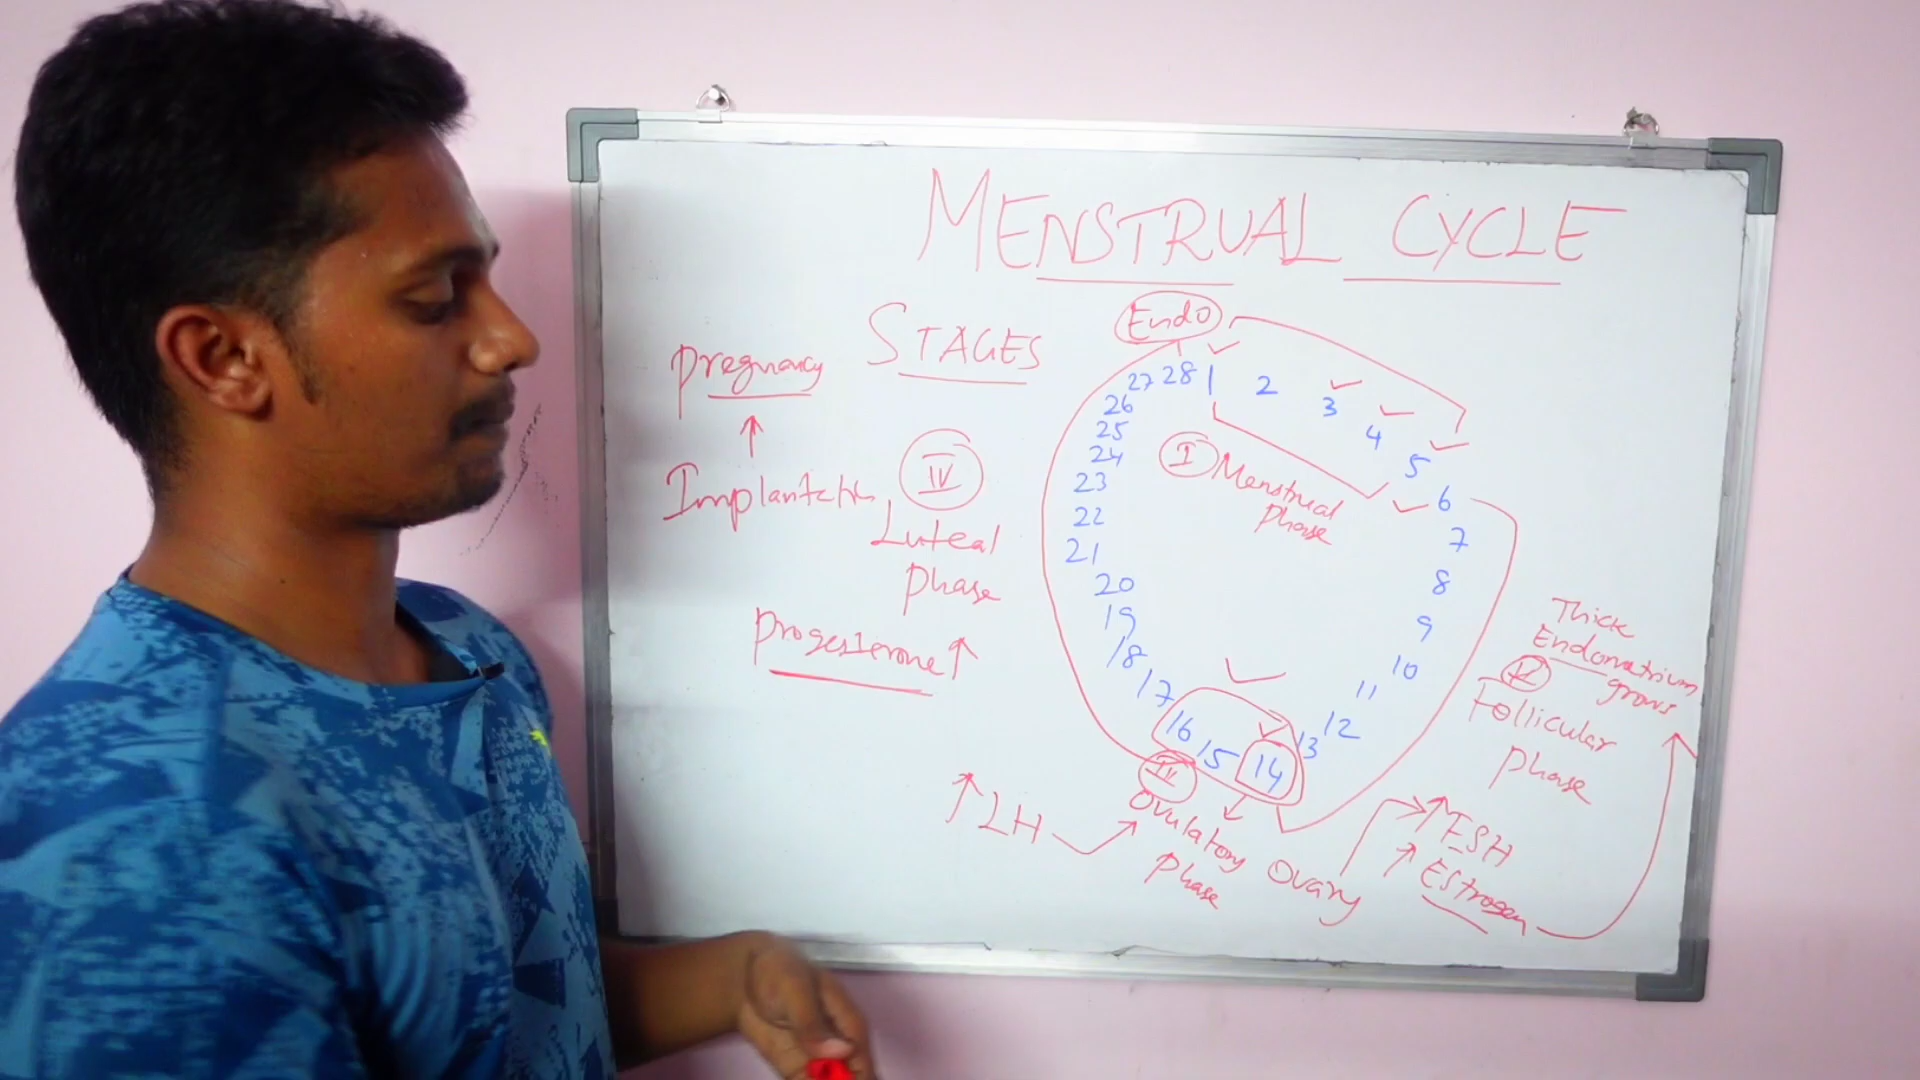 MENSTRUAL CYCLE
STAGES
Endo
pregnancy
↑
Implantation
IV
Luteal
phase
progesterone ↑
28 1 2 3 4 5 6 7 8 9 10 11 12 13 14 15 16 17 18 19 20 21 22 23 24 25 26 27
I Menstrual
phase
Thick
Endometrium
grows
II
Follicular
phase
IV
Ovulatory
phase
↑ LH
Ovary
↑ FSH
↑ Estrogen